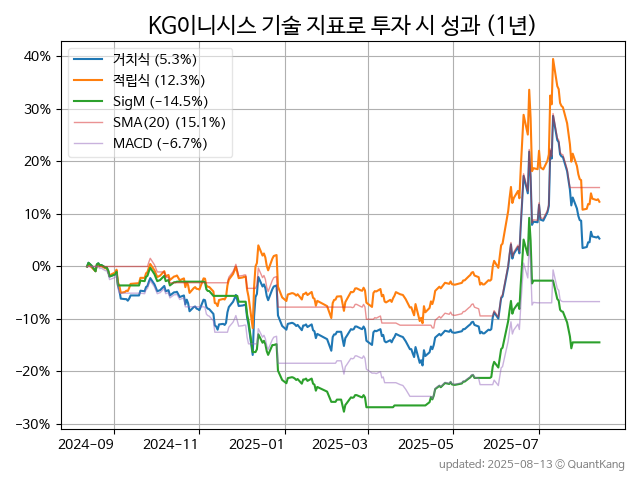 KG이니시스 기술 지표로 투자 시 성과 (1년)
거치식 (5.3%)
적립식 (12.3%)
SigM (−14.5%)
SMA(20) (15.1%)
MACD (−6.7%)
40%
30%
20%
10%
0%
−10%
−20%
−30%
2024-09
2024-11
2025-01
2025-03
2025-05
2025-07
updated: 2025-08-13 © QuantKang